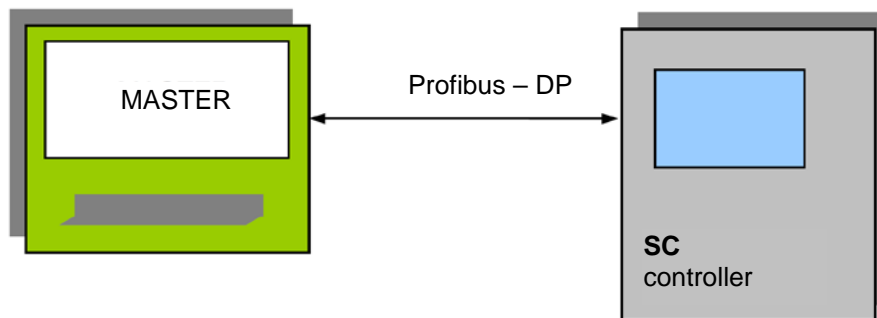 MASTER
Profibus – DP
SC
controller